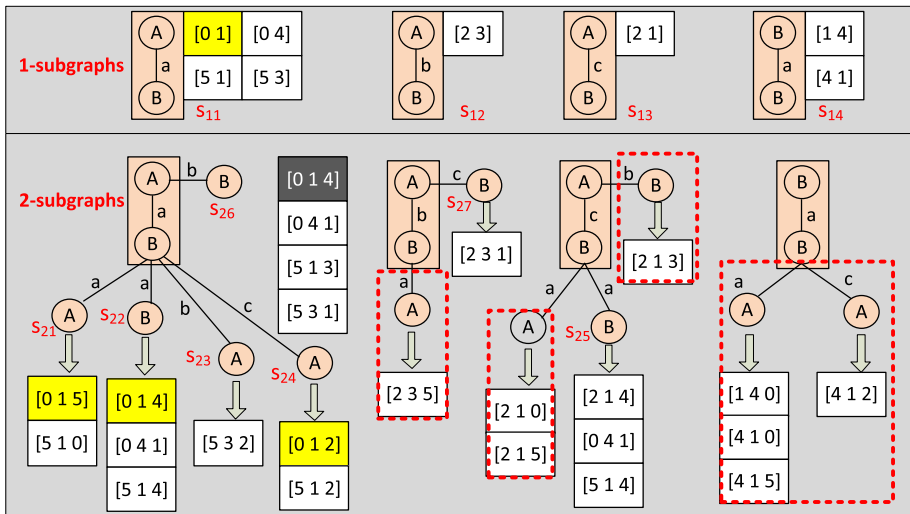 1-subgraphs
A
a
B
S11
[0 1]
[0 4]
[5 1]
[5 3]
A
b
B
S12
[2 3]
A
c
B
S13
[2 1]
B
a
B
S14
[1 4]
[4 1]
2-subgraphs
A
b
B
S26
a
B
a
a
b
c
S21
A
S22
B
S23
A
S24
A
[0 1 5]
[5 1 0]
[0 1 4]
[0 4 1]
[5 1 4]
[5 3 2]
[0 1 2]
[5 1 2]
[0 1 4]
[0 4 1]
[5 1 3]
[5 3 1]
A
c
B
S27
b
[2 3 1]
B
a
A
[2 3 5]
A
b
B
c
[2 1 3]
B
a
a
A
S25
B
[2 1 0]
[2 1 5]
[2 1 4]
[0 4 1]
[5 1 4]
B
a
B
a
c
A
A
[1 4 0]
[4 1 0]
[4 1 5]
[4 1 2]